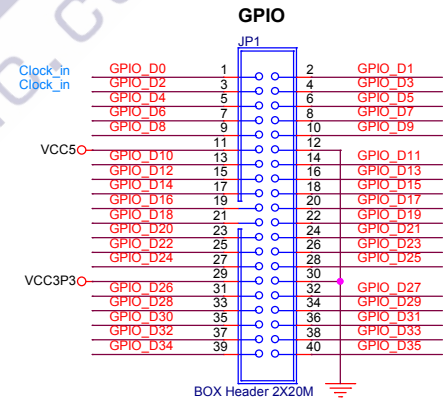 GPIO
JP1
Clock_in GPIO_D0 1 2 GPIO_D1
Clock_in GPIO_D2 3 4 GPIO_D3
GPIO_D4 5 6 GPIO_D5
GPIO_D6 7 8 GPIO_D7
GPIO_D8 9 10 GPIO_D9
VCC5 11 12
GPIO_D10 13 14 GPIO_D11
GPIO_D12 15 16 GPIO_D13
GPIO_D14 17 18 GPIO_D15
GPIO_D16 19 20 GPIO_D17
GPIO_D18 21 22 GPIO_D19
GPIO_D20 23 24 GPIO_D21
GPIO_D22 25 26 GPIO_D23
GPIO_D24 27 28 GPIO_D25
VCC3P3 29 30
GPIO_D26 31 32 GPIO_D27
GPIO_D28 33 34 GPIO_D29
GPIO_D30 35 36 GPIO_D31
GPIO_D32 37 38 GPIO_D33
GPIO_D34 39 40 GPIO_D35
BOX Header 2X20M